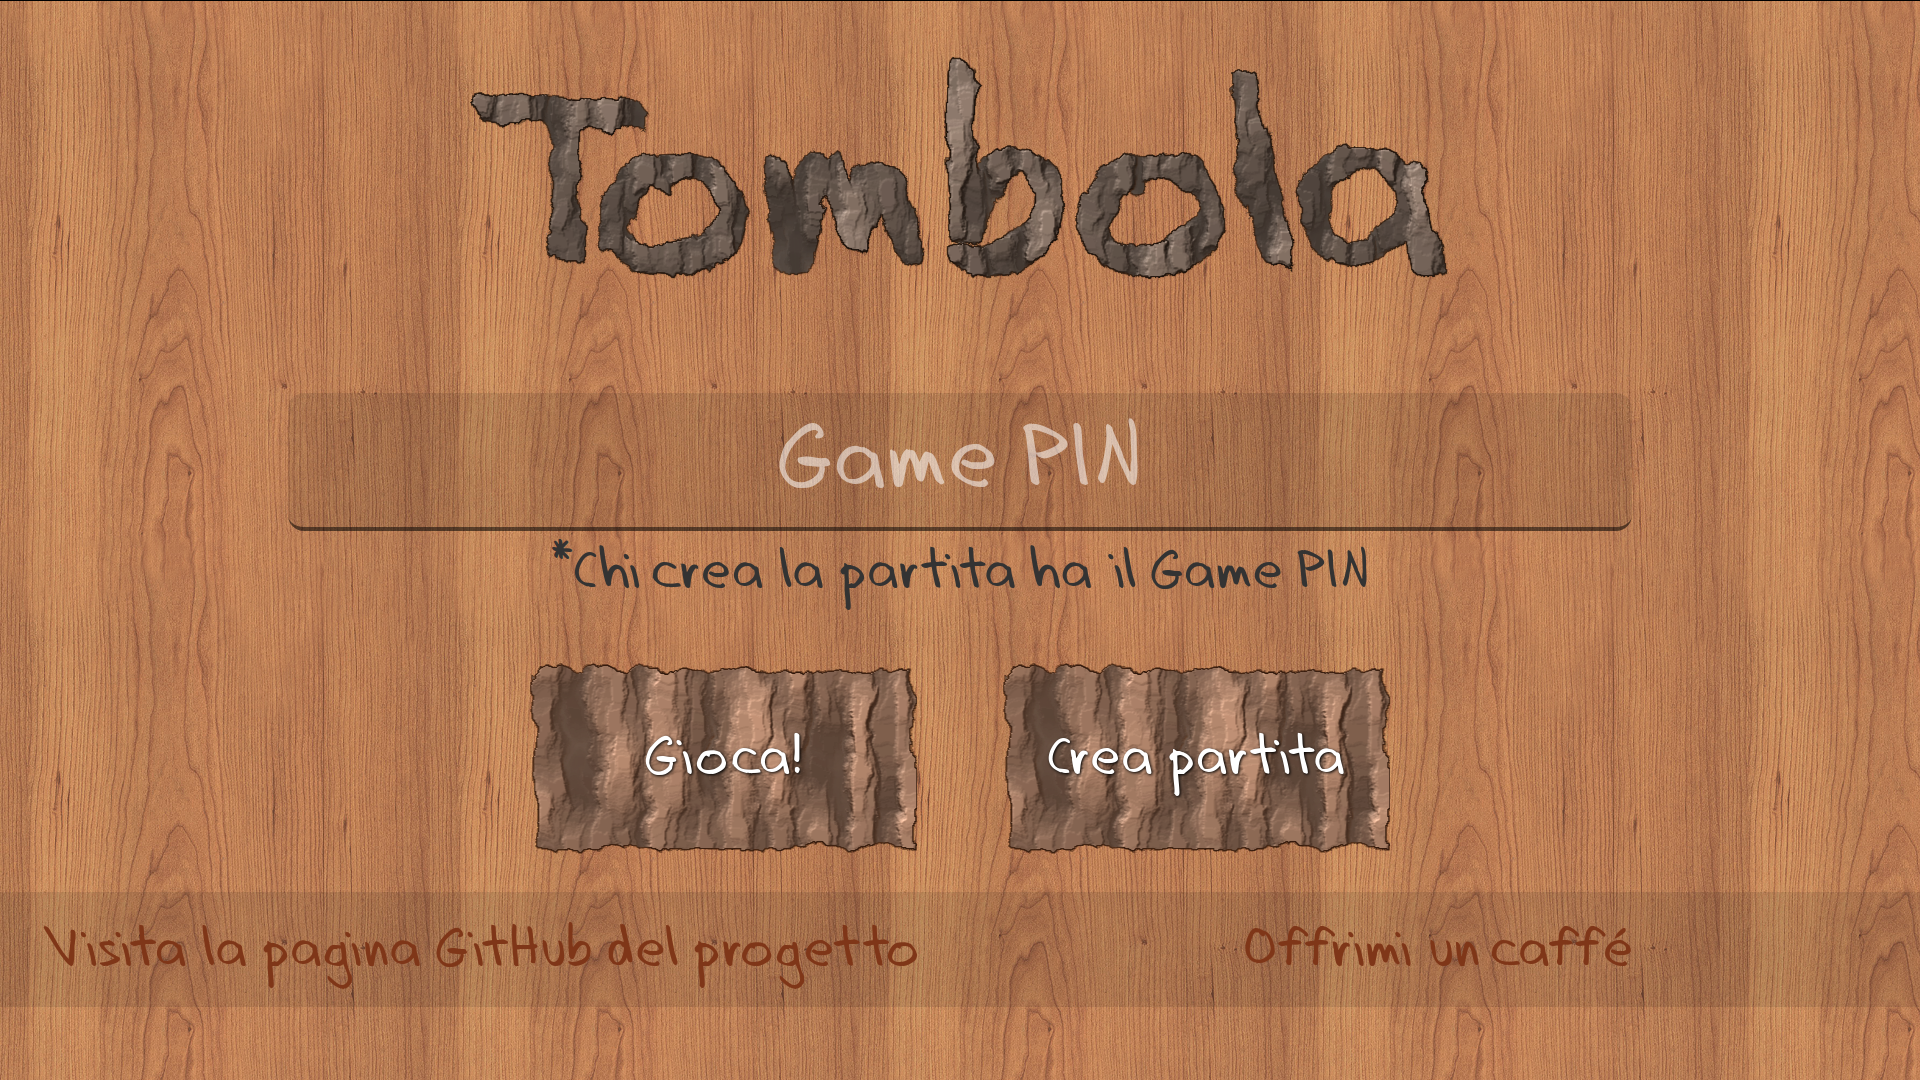 Tombola
Game PIN
*Chi crea la partita ha il Game PIN
Gioca!
Crea partita
Visita la pagina GitHub del progetto
Offrimi un caffé